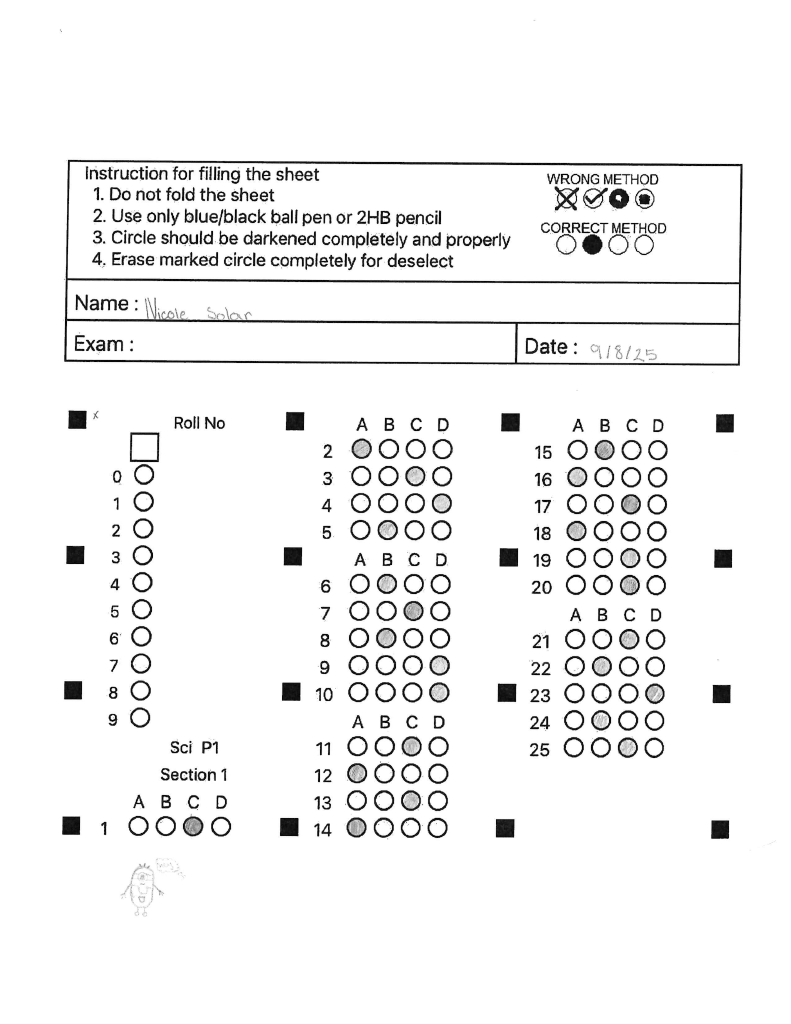 Instruction for filling the sheet
1. Do not fold the sheet
2. Use only blue/black ball pen or 2HB pencil
3. Circle should be darkened completely and properly
4. Erase marked circle completely for deselect
WRONG METHOD
CORRECT METHOD
Name : Nicole Solar
Exam :
Date : 9/8/25
x
Roll No
0
1
2
3
4
5
6
7
8
9
Sci P1
Section 1
A B C D
1
A B C D
2
3
4
5
A B C D
6
7
8
9
10
A B C D
11
12
13
14
A B C D
15
16
17
18
19
20
A B C D
21
22
23
24
25